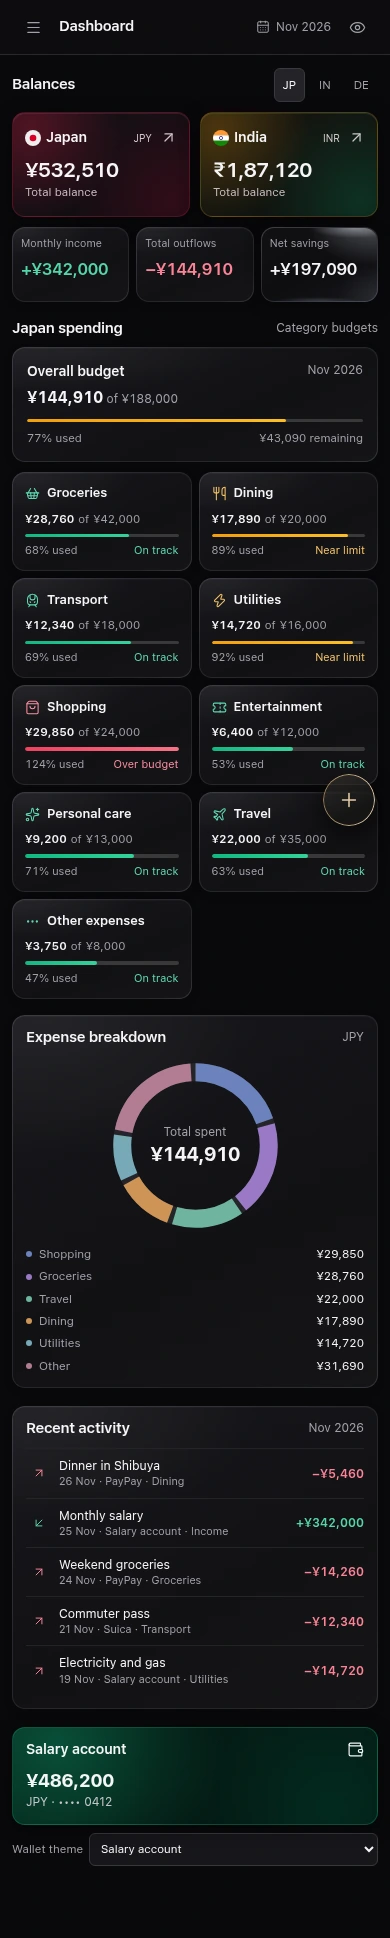 Dashboard
Nov 2026
Balances
JP IN DE
Japan JPY
¥532,510
Total balance
India INR
₹1,87,120
Total balance
Monthly income
+¥342,000
Total outflows
−¥144,910
Net savings
+¥197,090
Japan spending
Category budgets
Overall budget
Nov 2026
¥144,910 of ¥188,000
77% used
¥43,090 remaining
Groceries
¥28,760 of ¥42,000
68% used
On track
Dining
¥17,890 of ¥20,000
89% used
Near limit
Transport
¥12,340 of ¥18,000
69% used
On track
Utilities
¥14,720 of ¥16,000
92% used
Near limit
Shopping
¥29,850 of ¥24,000
124% used
Over budget
Entertainment
¥6,400 of ¥12,000
53% used
On track
Personal care
¥9,200 of ¥13,000
71% used
On track
Travel
¥22,000 of ¥35,000
63% used
On track
Other expenses
¥3,750 of ¥8,000
47% used
On track
Expense breakdown
JPY
Total spent
¥144,910
Shopping ¥29,850
Groceries ¥28,760
Travel ¥22,000
Dining ¥17,890
Utilities ¥14,720
Other ¥31,690
Recent activity
Nov 2026
Dinner in Shibuya
26 Nov · PayPay · Dining
−¥5,460
Monthly salary
25 Nov · Salary account · Income
+¥342,000
Weekend groceries
24 Nov · PayPay · Groceries
−¥14,260
Commuter pass
21 Nov · Suica · Transport
−¥12,340
Electricity and gas
19 Nov · Salary account · Utilities
−¥14,720
Salary account
¥486,200
JPY · •••• 0412
Wallet theme
Salary account